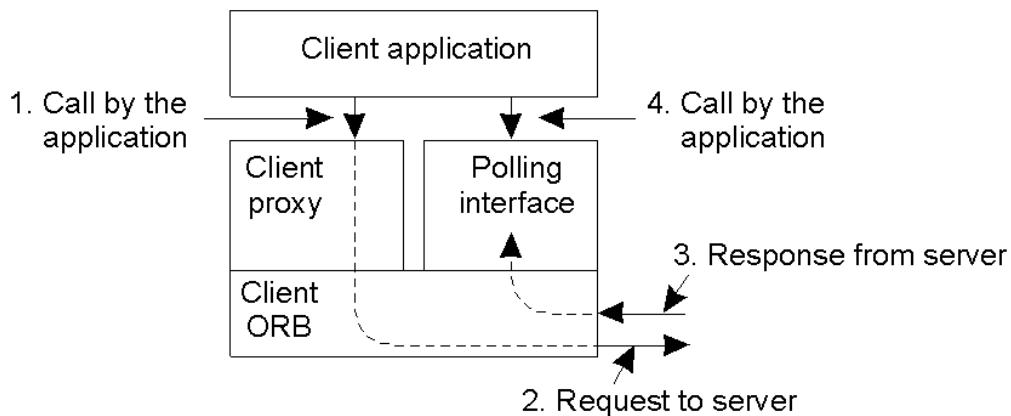 Client application
1. Call by the
application
4. Call by the
application
Client
proxy
Polling
interface
3. Response from server
Client
ORB
2. Request to server